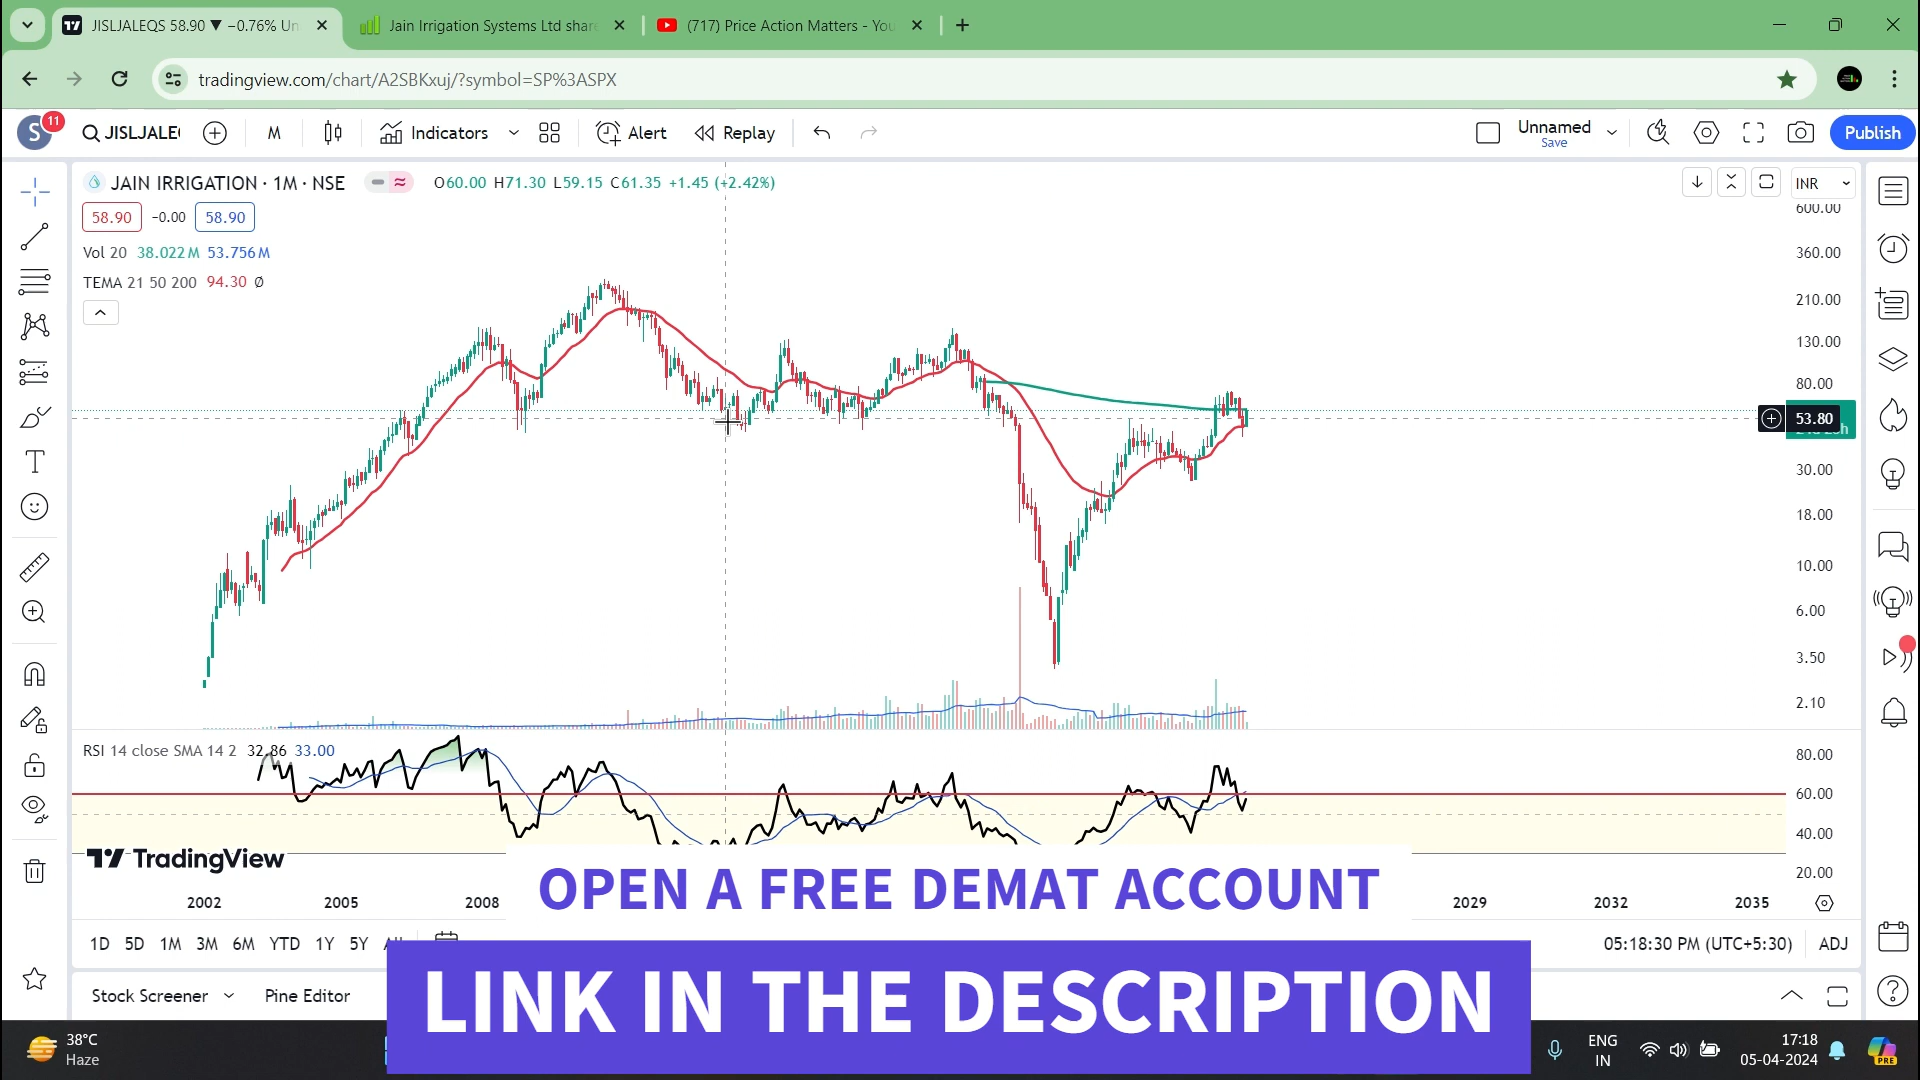 JISLJALEQS 58.90 ▼ −0.76% Un
Jain Irrigation Systems Ltd share
(717) Price Action Matters - You
tradingview.com/chart/A2SBKxuj/?symbol=SP%3ASPX
S
11
JISLJALE
M
Indicators
Alert
Replay
Unnamed
Save
Publish
JAIN IRRIGATION · 1M · NSE
O60.00 H71.30 L59.15 C61.35 +1.45 (+2.42%)
INR
58.90
−0.00
58.90
Vol 20 38.022M 53.756M
TEMA 21 50 200 94.30 Ø
600.00
360.00
210.00
130.00
80.00
53.80
30.00
18.00
10.00
6.00
3.50
2.10
RSI 14 close SMA 14 2 32.86 33.00
80.00
60.00
40.00
20.00
TradingView
OPEN A FREE DEMAT ACCOUNT
2002
2005
2008
2029
2032
2035
1D 5D 1M 3M 6M YTD 1Y 5Y
05:18:30 PM (UTC+5:30)
ADJ
LINK IN THE DESCRIPTION
Stock Screener
Pine Editor
38°C
Haze
ENG
IN
17:18
05-04-2024
PRE